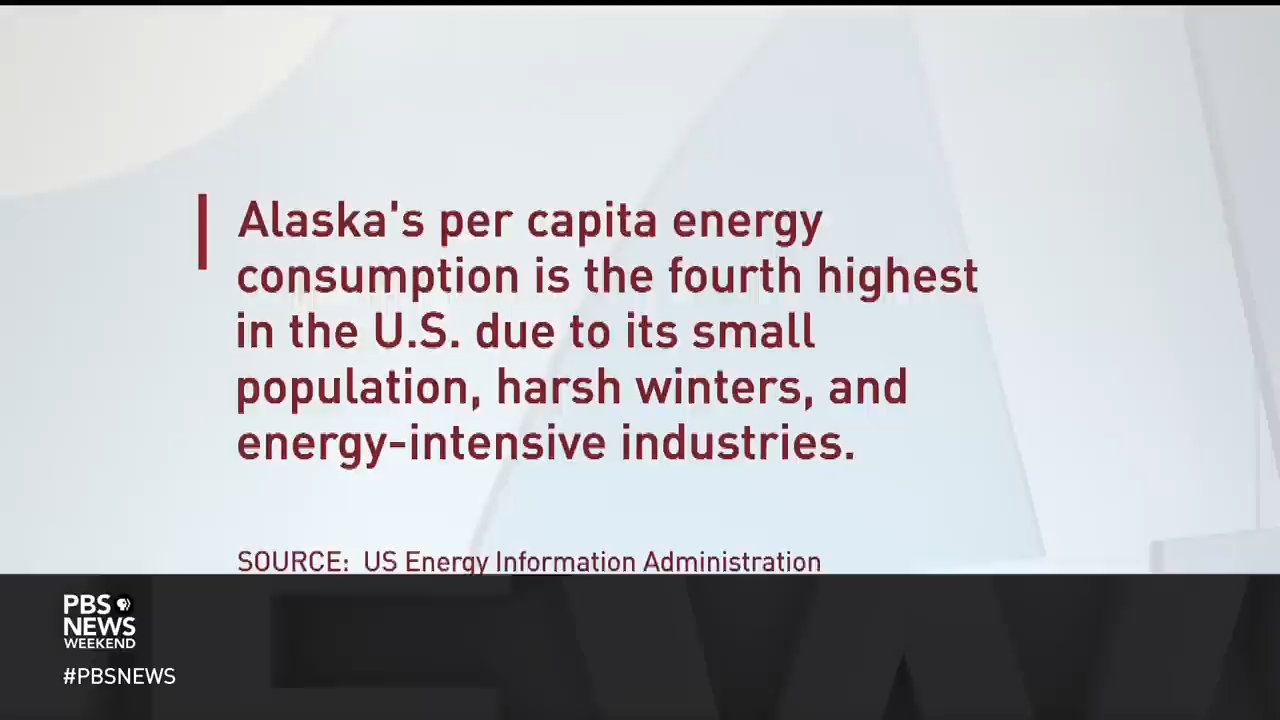 Alaska's per capita energy
consumption is the fourth highest
in the U.S. due to its small
population, harsh winters, and
energy-intensive industries.
SOURCE: US Energy Information Administration
PBS
NEWS
WEEKEND
#PBSNEWS